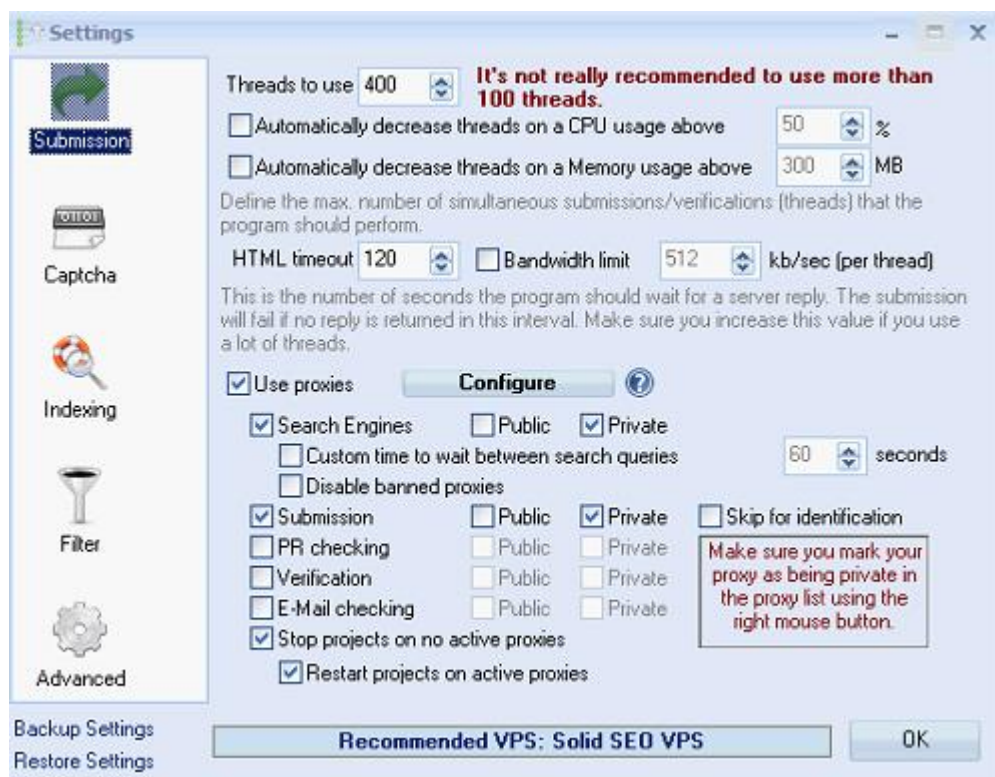 Settings
Submission
Captcha
Indexing
Filter
Advanced
Backup Settings
Restore Settings
Threads to use 400
It's not really recommended to use more than
100 threads.
Automatically decrease threads on a CPU usage above 50 %
Automatically decrease threads on a Memory usage above 300 MB
Define the max. number of simultaneous submissions/verifications (threads) that the
program should perform.
HTML timeout 120 Bandwidth limit 512 kb/sec (per thread)
This is the number of seconds the program should wait for a server reply. The submission
will fail if no reply is returned in this interval. Make sure you increase this value if you use
a lot of threads.
Use proxies Configure ?
Search Engines Public Private
Custom time to wait between search queries 60 seconds
Disable banned proxies
Submission Public Private Skip for identification
PR checking Public Private
Verification Public Private
E-Mail checking Public Private
Make sure you mark your
proxy as being private in
the proxy list using the
right mouse button.
Stop projects on no active proxies
Restart projects on active proxies
Recommended VPS: Solid SEO VPS
OK